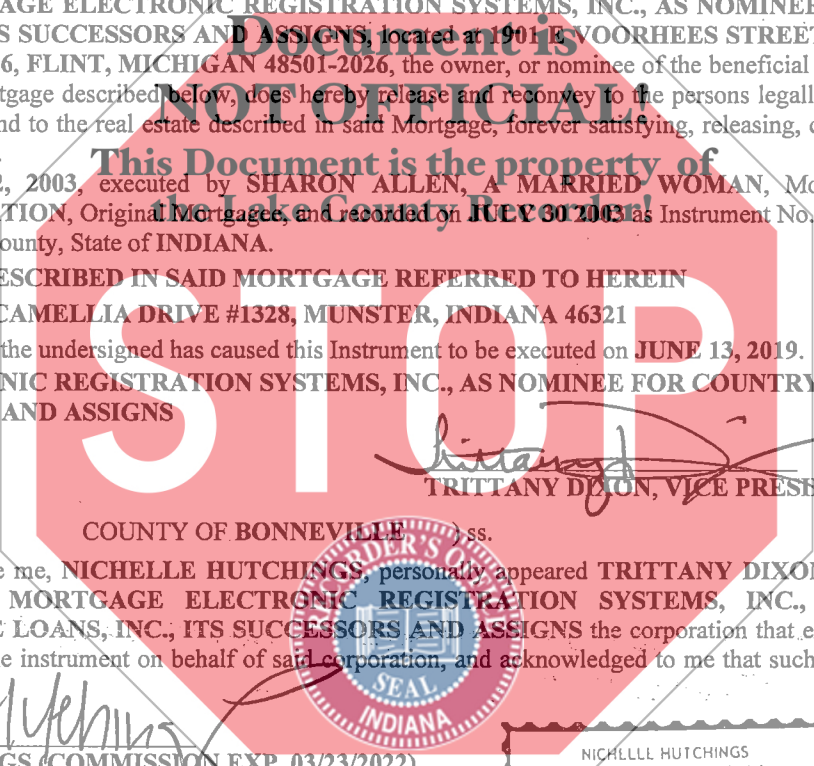 GAGE ELECTRONIC REGISTRATION SYSTEMS, INC., AS NOMINEE
Document is
S SUCCESSORS AND ASSIGNS, located at 1901 E VOORHEES STREET
6, FLINT, MICHIGAN 48501-2026, the owner, or nominee of the beneficial
tgage described below, does hereby release and reconvey to the persons legall
NOT OFFICIAL!
nd to the real estate described in said Mortgage, forever satisfying, releasing, c
This Document is the property of
2, 2003, executed by SHARON ALLEN, A MARRIED WOMAN, Mo
the Lake County Recorder!
TION, Original Mortgagee, and recorded on JULY 30 2003 as Instrument No.
ounty, State of INDIANA.
ESCRIBED IN SAID MORTGAGE REFERRED TO HEREIN
CAMELLIA DRIVE #1328, MUNSTER, INDIANA 46321
STOP
the undersigned has caused this Instrument to be executed on JUNE 13, 2019.
NIC REGISTRATION SYSTEMS, INC., AS NOMINEE FOR COUNTRY
AND ASSIGNS
TRITTANY DIXON, VICE PRESI
COUNTY OF BONNEVILLE ) ss.
e me, NICHELLE HUTCHINGS, personally appeared TRITTANY DIXON
MORTGAGE ELECTRONIC REGISTRATION SYSTEMS, INC.,
E LOANS, INC., ITS SUCCESSORS AND ASSIGNS the corporation that e
e instrument on behalf of said corporation, and acknowledged to me that such
RECORDER'S OFFICE
SEAL
INDIANA
GS (COMMISSION EXP. 03/23/2022)
NICHELLE HUTCHINGS